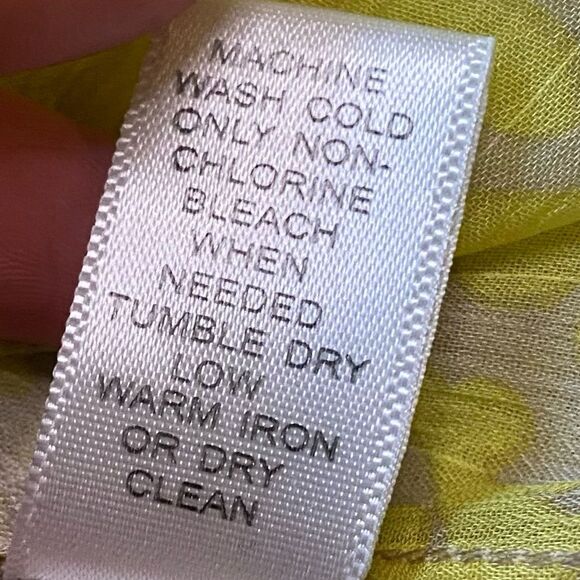 MACHINE
WASH COLD
ONLY NON-
CHLORINE
BLEACH
WHEN
NEEDED
TUMBLE DRY
LOW
WARM IRON
OR DRY
CLEAN